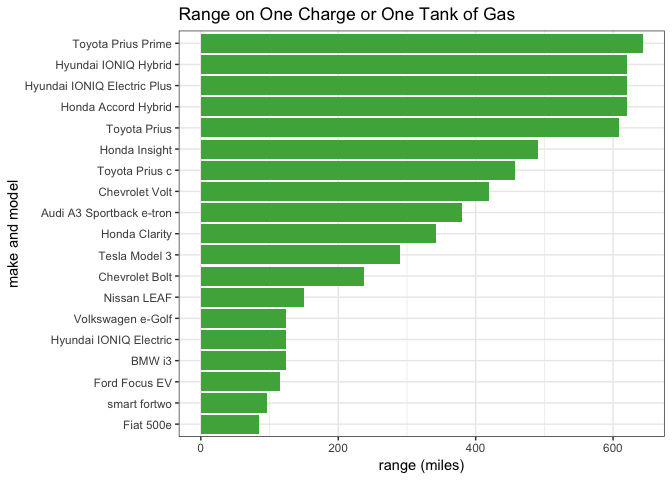 Range on One Charge or One Tank of Gas
Toyota Prius Prime
Hyundai IONIQ Hybrid
Hyundai IONIQ Electric Plus
Honda Accord Hybrid
Toyota Prius
Honda Insight
Toyota Prius c
Chevrolet Volt
Audi A3 Sportback e-tron
Honda Clarity
Tesla Model 3
Chevrolet Bolt
Nissan LEAF
Volkswagen e-Golf
Hyundai IONIQ Electric
BMW i3
Ford Focus EV
smart fortwo
Fiat 500e
make and model
0 200 400 600
range (miles)